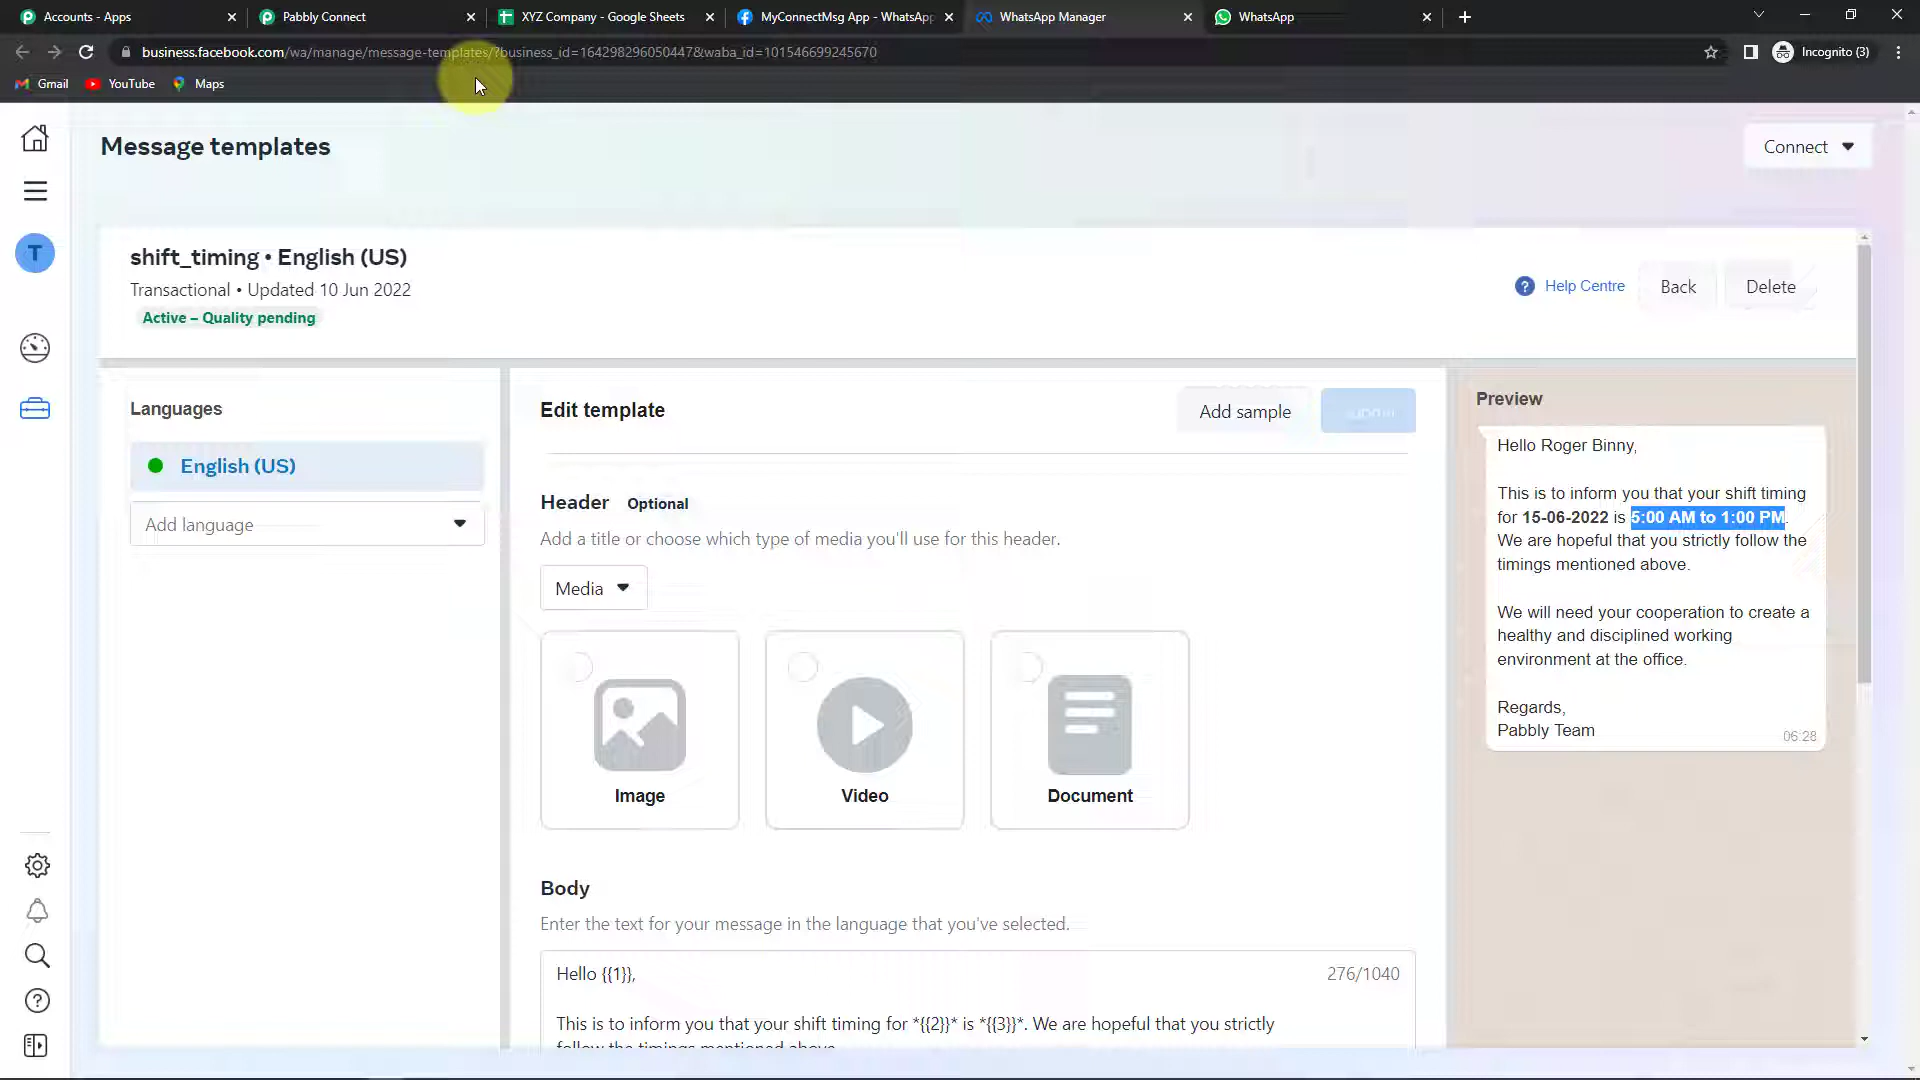 Accounts - Apps
Pabbly Connect
XYZ Company - Google Sheets
MyConnectMsg App - WhatsApp
WhatsApp Manager
WhatsApp
business.facebook.com/wa/manage/message-templates/?business_id=1642982960504478&waba_id=101546699245670
Incognito (3)
Gmail
YouTube
Maps
Message templates
Connect
T
shift_timing • English (US)
Transactional • Updated 10 Jun 2022
Active – Quality pending
Help Centre
Back
Delete
Languages
English (US)
Add language
Edit template
Add sample
Submit
Header Optional
Add a title or choose which type of media you'll use for this header.
Media
Image
Video
Document
Body
Enter the text for your message in the language that you've selected.
Hello {{1}},
276/1040
This is to inform you that your shift timing for *{{2}}* is *{{3}}*. We are hopeful that you strictly
follow the timings mentioned above.
Preview
Hello Roger Binny,
This is to inform you that your shift timing
for 15-06-2022 is 5:00 AM to 1:00 PM.
We are hopeful that you strictly follow the
timings mentioned above.
We will need your cooperation to create a
healthy and disciplined working
environment at the office.
Regards,
Pabbly Team
06:28